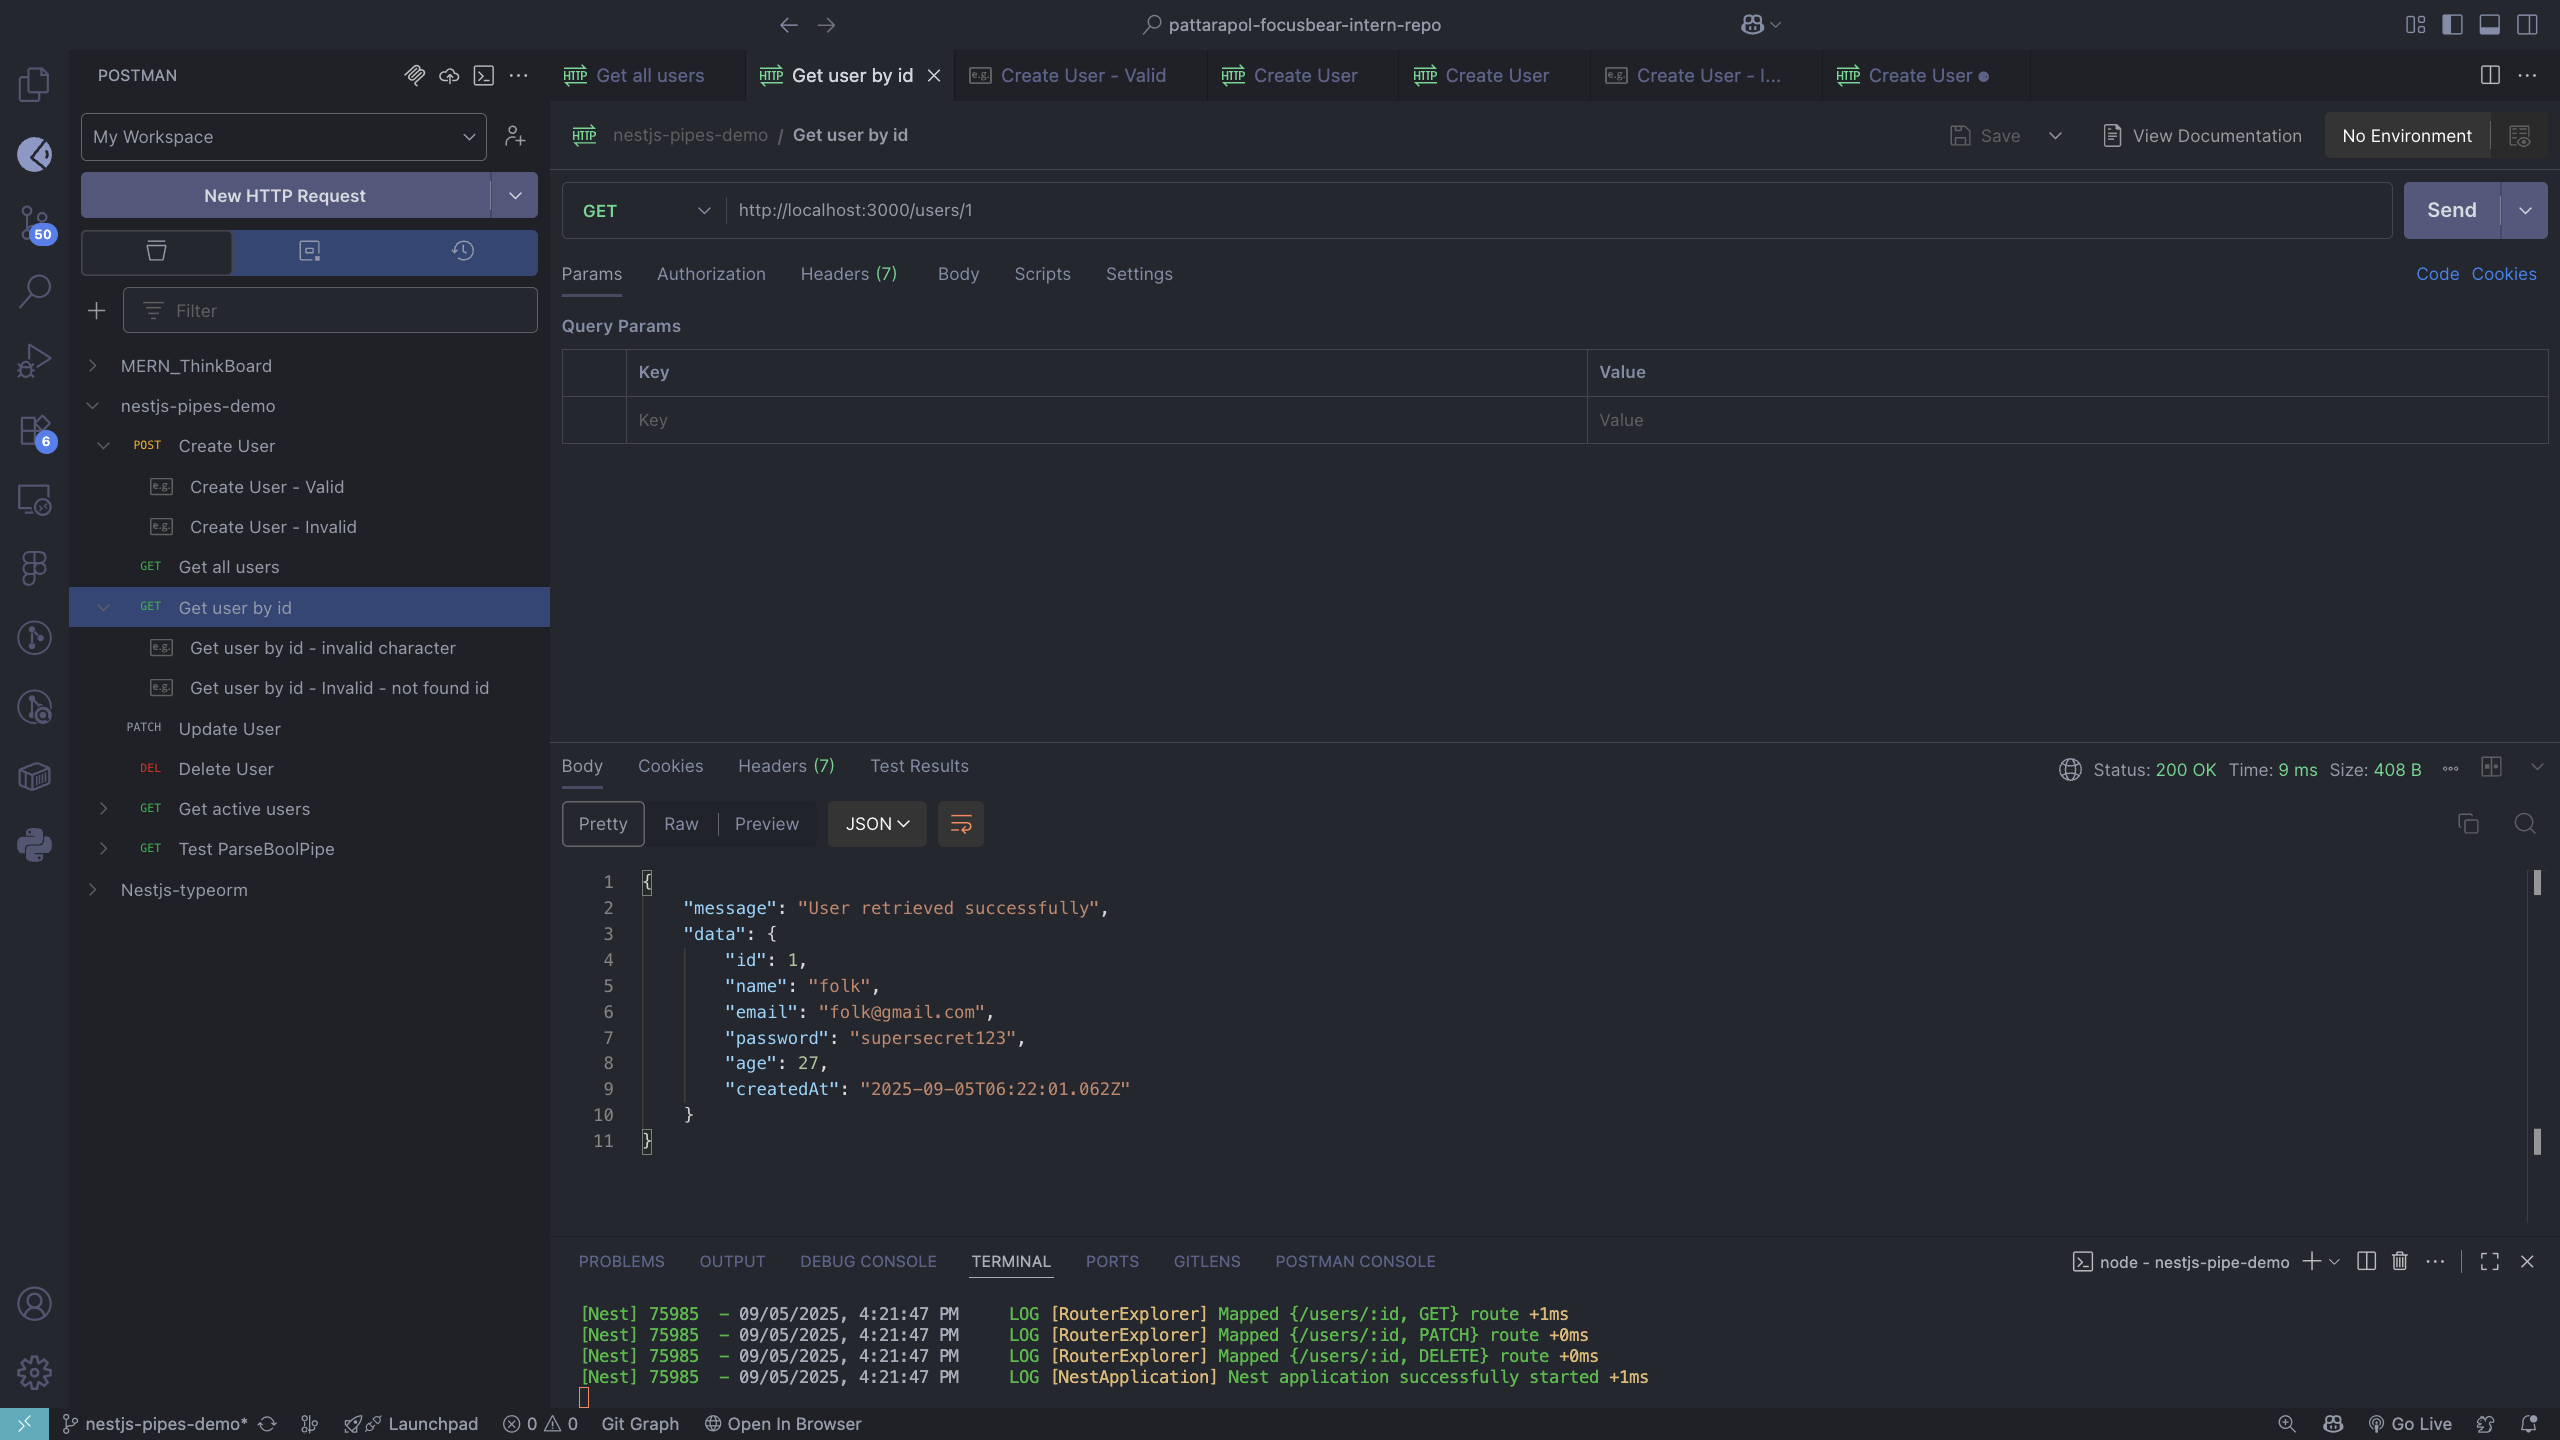 pattarapol-focusbear-intern-repo
POSTMAN
My Workspace
New HTTP Request
Filter
MERN_ThinkBoard
nestjs-pipes-demo
POST Create User
e.g. Create User - Valid
e.g. Create User - Invalid
GET Get all users
GET Get user by id
e.g. Get user by id - invalid character
e.g. Get user by id - Invalid - not found id
PATCH Update User
DEL Delete User
GET Get active users
GET Test ParseBoolPipe
Nestjs-typeorm
50
6
HTTP Get all users
HTTP Get user by id
e.g. Create User - Valid
HTTP Create User
HTTP Create User
e.g. Create User - I...
HTTP Create User
HTTP nestjs-pipes-demo / Get user by id
Save
View Documentation
No Environment
GET http://localhost:3000/users/1
Send
Params Authorization Headers (7) Body Scripts Settings
Code Cookies
Query Params
Key Value
Key Value
Body Cookies Headers (7) Test Results
Status: 200 OK Time: 9 ms Size: 408 B
Pretty Raw Preview JSON
1 {
2 "message": "User retrieved successfully",
3 "data": {
4 "id": 1,
5 "name": "folk",
6 "email": "folk@gmail.com",
7 "password": "supersecret123",
8 "age": 27,
9 "createdAt": "2025-09-05T06:22:01.062Z"
10 }
11 }
PROBLEMS OUTPUT DEBUG CONSOLE TERMINAL PORTS GITLENS POSTMAN CONSOLE
node - nestjs-pipe-demo
[Nest] 75985 - 09/05/2025, 4:21:47 PM LOG [RouterExplorer] Mapped {/users/:id, GET} route +1ms
[Nest] 75985 - 09/05/2025, 4:21:47 PM LOG [RouterExplorer] Mapped {/users/:id, PATCH} route +0ms
[Nest] 75985 - 09/05/2025, 4:21:47 PM LOG [RouterExplorer] Mapped {/users/:id, DELETE} route +0ms
[Nest] 75985 - 09/05/2025, 4:21:47 PM LOG [NestApplication] Nest application successfully started +1ms
nestjs-pipes-demo* Launchpad 0 0 Git Graph Open In Browser
Go Live